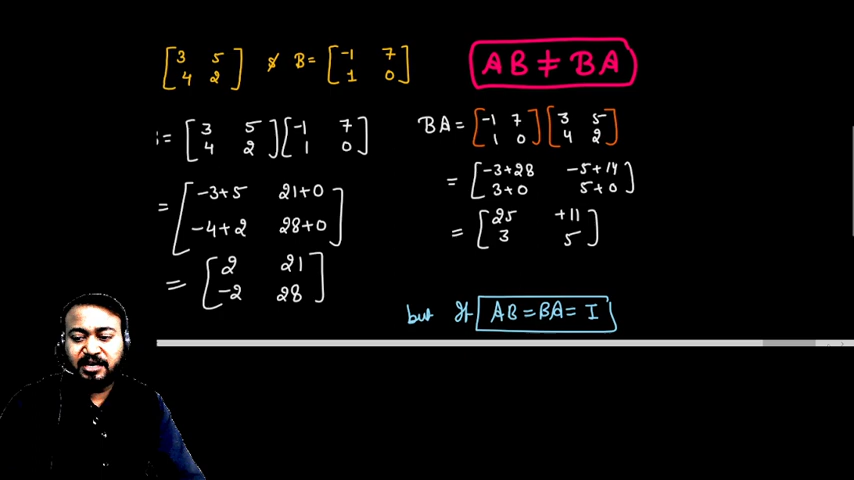 [3 5 4 2] & B = [-1 7 1 0]
AB ≠ BA
= [3 5 4 2] [-1 7 1 0]
= [-3+5 21+0 -4+2 28+0]
= [2 21 -2 28]
BA = [-1 7 1 0] [3 5 4 2]
= [-3+28 -5+14 3+0 5+0]
= [25 +11 3 5]
but If AB = BA = I